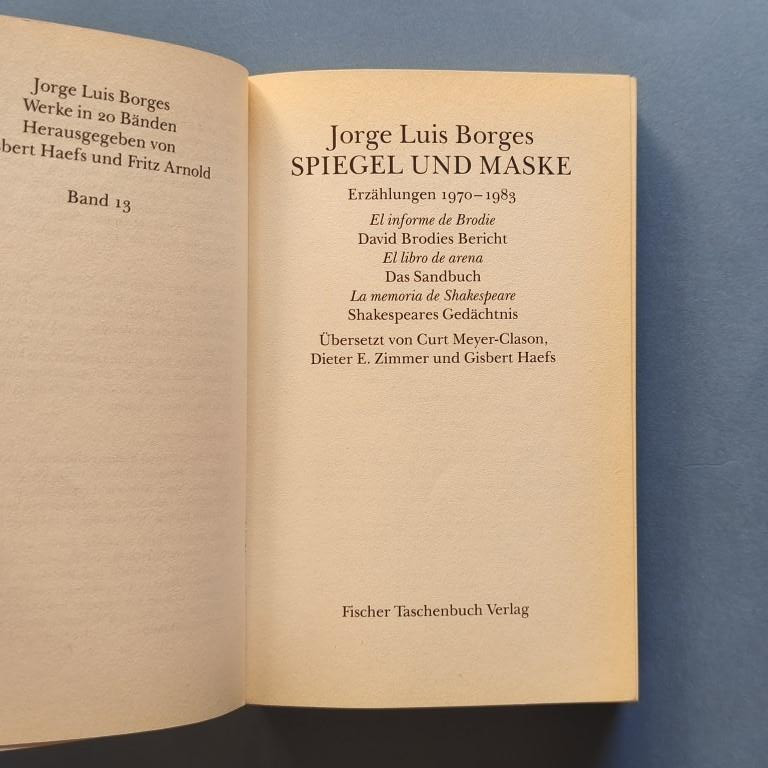 Jorge Luis Borges
Werke in 20 Bänden
Herausgegeben von
Haefs und Fritz Arnold
Band 13
Jorge Luis Borges
SPIEGEL UND MASKE
Erzählungen 1970–1983
El informe de Brodie
David Brodies Bericht
El libro de arena
Das Sandbuch
La memoria de Shakespeare
Shakespeares Gedächtnis
Übersetzt von Curt Meyer-Clason,
Dieter E. Zimmer und Gisbert Haefs
Fischer Taschenbuch Verlag